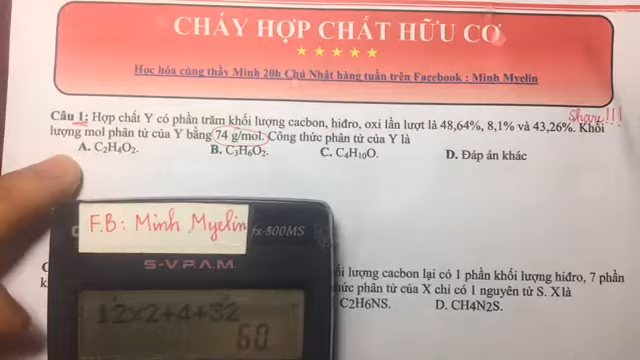 CHÁY HỢP CHẤT HỮU CƠ
Học hóa cùng thầy Minh 20h Chủ Nhật hàng tuần trên Facebook : Minh Myelin
Share!!!
Câu 1: Hợp chất Y có phần trăm khối lượng cacbon, hiđro, oxi lần lượt là 48,64%, 8,1% và 43,26%. Khối
lượng mol phân tử của Y bằng 74 g/mol. Công thức phân tử của Y là
A. C2H4O2. B. C3H6O2. C. C4H10O. D. Đáp án khác
F.B: Minh Myelin
fx-500MS
S-V.P.A.M.
12x2+4+32
60
ối lượng cacbon lại có 1 phần khối lượng hiđro, 7 phần
hức phân tử của X chỉ có 1 nguyên tử S. X là
C2H6NS. D. CH4N2S.